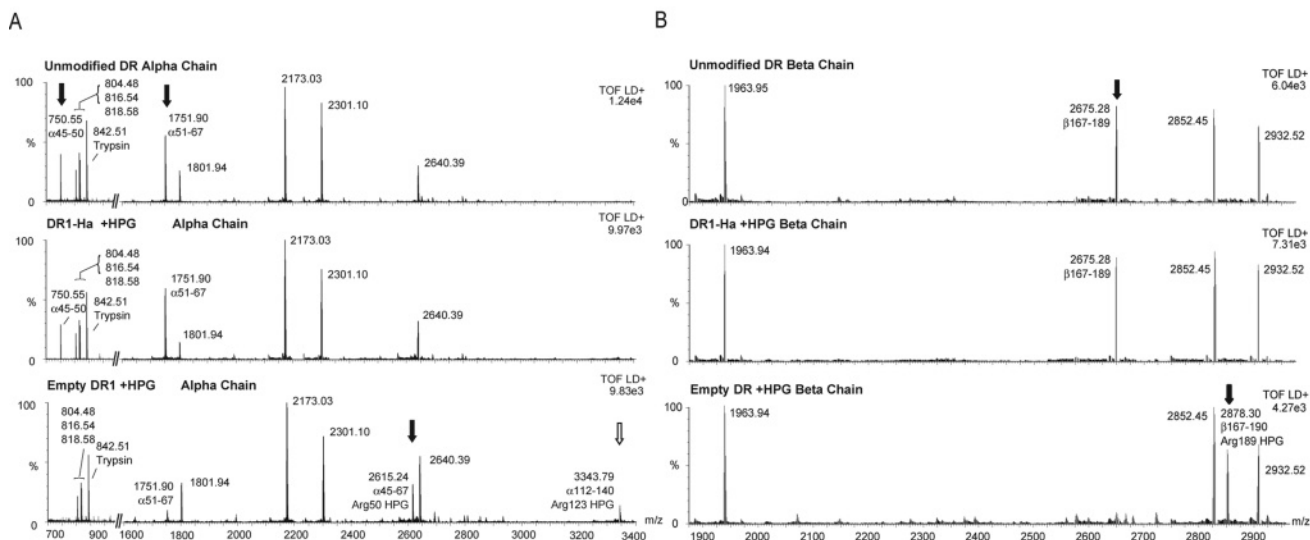 A
Unmodified DR Alpha Chain
100
%
0
750.55
α45-50
804.48
816.54
818.58
842.51
Trypsin
1751.90
α51-67
1801.94
2173.03
2301.10
2640.39
TOF LD+
1.24e4
DR1-Ha +HPG Alpha Chain
100
%
0
750.55
α45-50
804.48
816.54
818.58
842.51
Trypsin
1751.90
α51-67
1801.94
2173.03
2301.10
2640.39
TOF LD+
9.97e3
Empty DR1 +HPG Alpha Chain
100
%
0
804.48
816.54
818.58
842.51
Trypsin
1751.90
α51-67
1801.94
2173.03
2301.10
2615.24
α45-67
Arg50 HPG
2640.39
3343.79
α112-140
Arg123 HPG
TOF LD+
9.83e3
m/z
700 900 1600 2000 2200 2400 2600 2800 3000 3200 3400
B
Unmodified DR Beta Chain
100
%
0
1963.95
2675.28
β167-189
2852.45
2932.52
TOF LD+
6.04e3
DR1-Ha +HPG Beta Chain
100
%
0
1963.94
2675.28
β167-189
2852.45
2932.52
TOF LD+
7.31e3
Empty DR +HPG Beta Chain
100
%
0
1963.94
2852.45
2878.30
β167-190
Arg189 HPG
2932.52
TOF LD+
4.27e3
m/z
1900 2000 2100 2200 2300 2400 2500 2600 2700 2800 2900